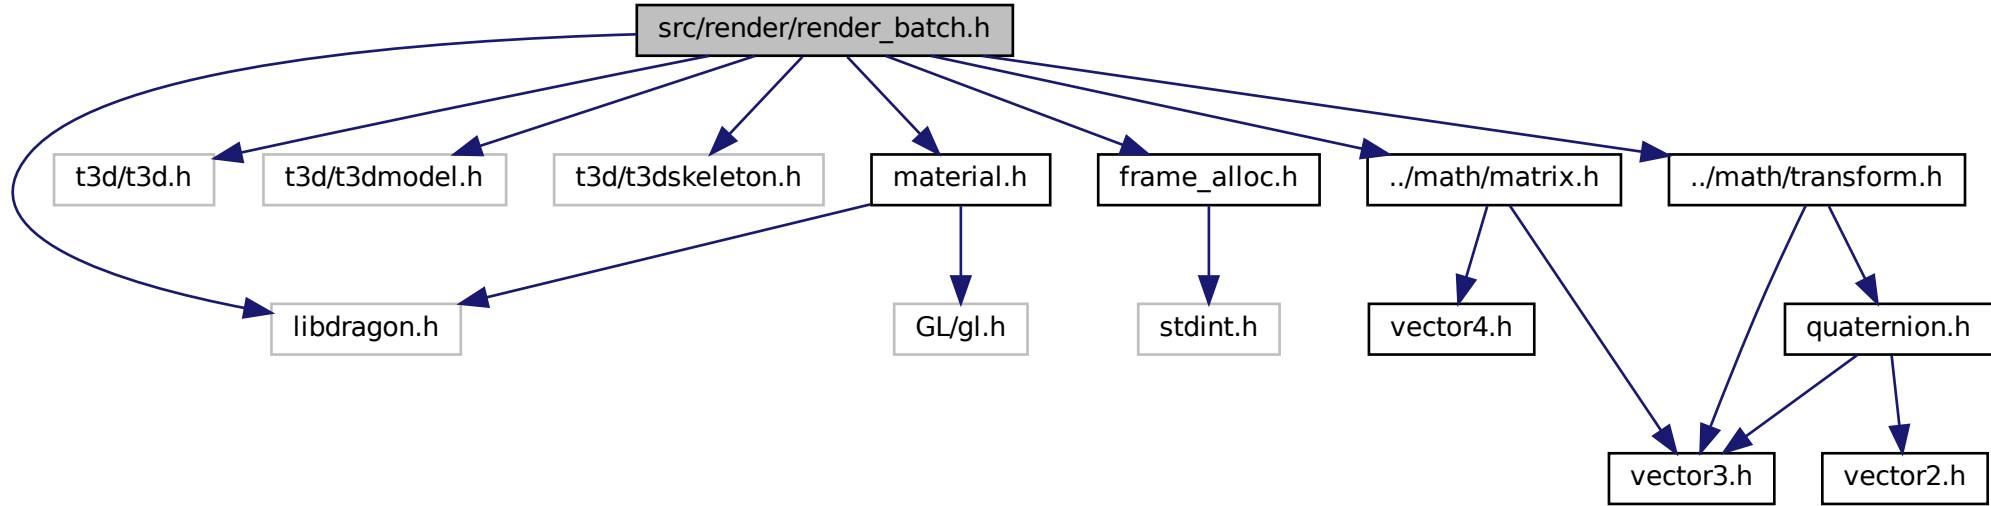 src/render/render_batch.h
t3d/t3d.h
t3d/t3dmodel.h
t3d/t3dskeleton.h
material.h
frame_alloc.h
../math/matrix.h
../math/transform.h
libdragon.h
GL/gl.h
stdint.h
vector4.h
quaternion.h
vector3.h
vector2.h